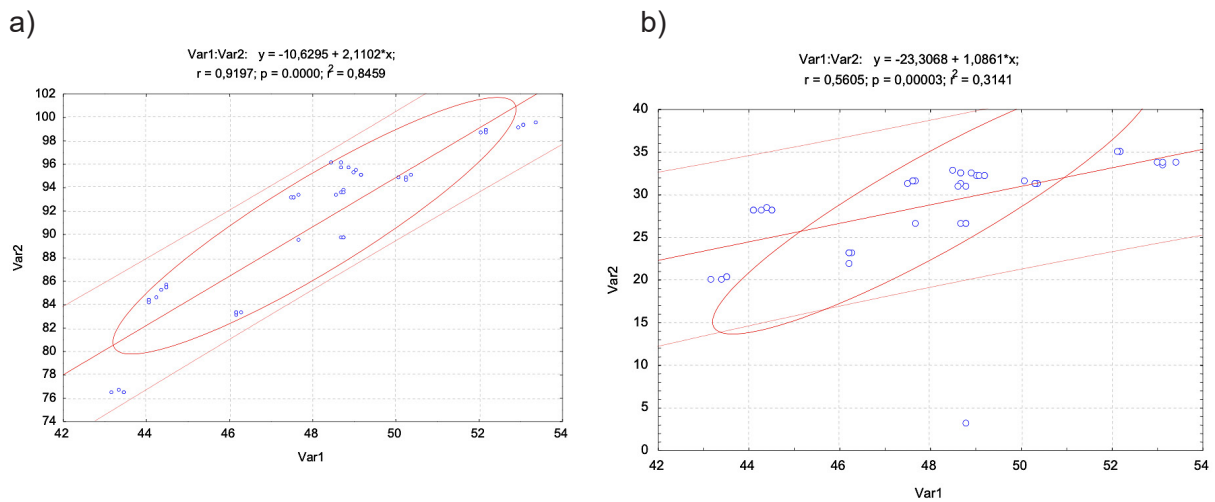 a)
Var1:Var2: y = -10,6295 + 2,1102*x;
r = 0,9197; p = 0.0000; r² = 0,8459
102
100
98
96
94
92
90
88
86
84
82
80
78
76
74
Var2
42 44 46 48 50 52 54
Var1
b)
Var1:Var2: y = -23,3068 + 1,0861*x;
r = 0,5605; p = 0,00003; r² = 0,3141
40
35
30
25
20
15
10
5
0
Var2
42 44 46 48 50 52 54
Var1